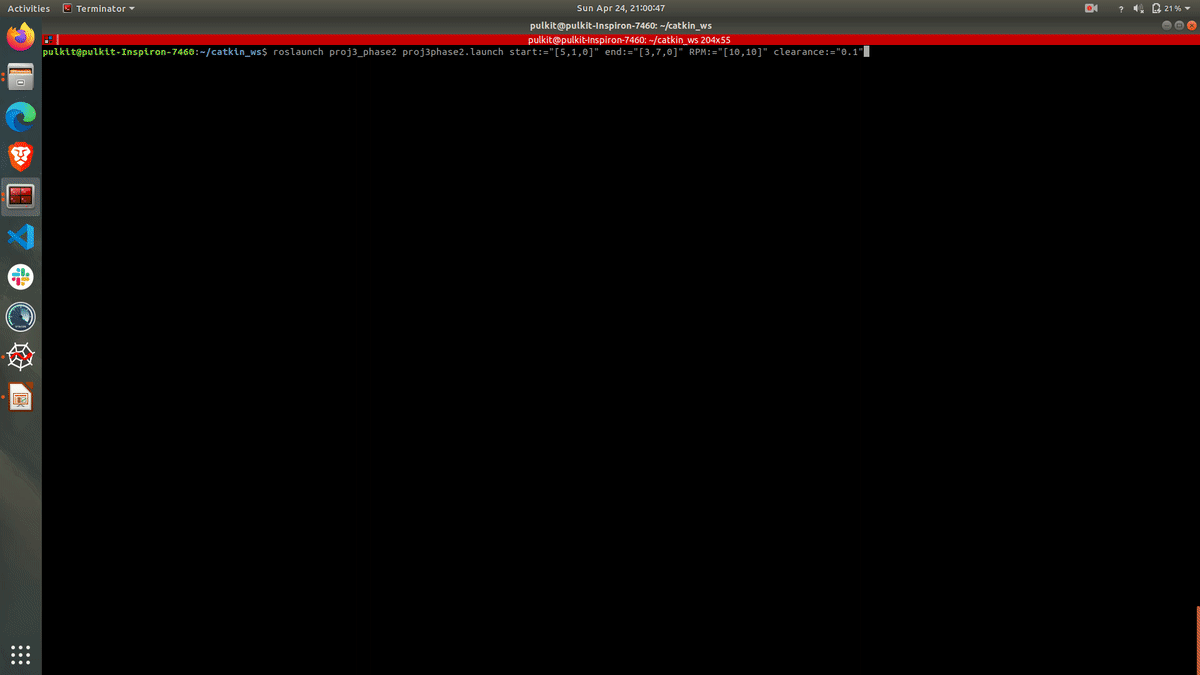 Activities Terminator Sun Apr 24, 21:00:47 ? 21 %
pulkit@pulkit-Inspiron-7460: ~/catkin_ws
pulkit@pulkit-Inspiron-7460: ~/catkin_ws 204x55
pulkit@pulkit-Inspiron-7460:~/catkin_ws$ roslaunch proj3_phase2 proj3phase2.launch start:="[5,1,0]" end:="[3,7,0]" RPM:="[10,10]" clearance:="0.1"